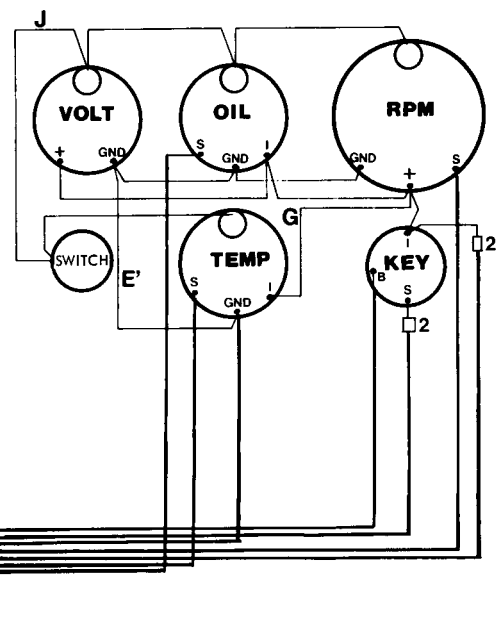 J
VOLT
OIL
RPM
+
GND
S
GND
I
GND
+
S
G
TEMP
SWITCH
E'
S
GND
I
I
KEY
B
S
2
2